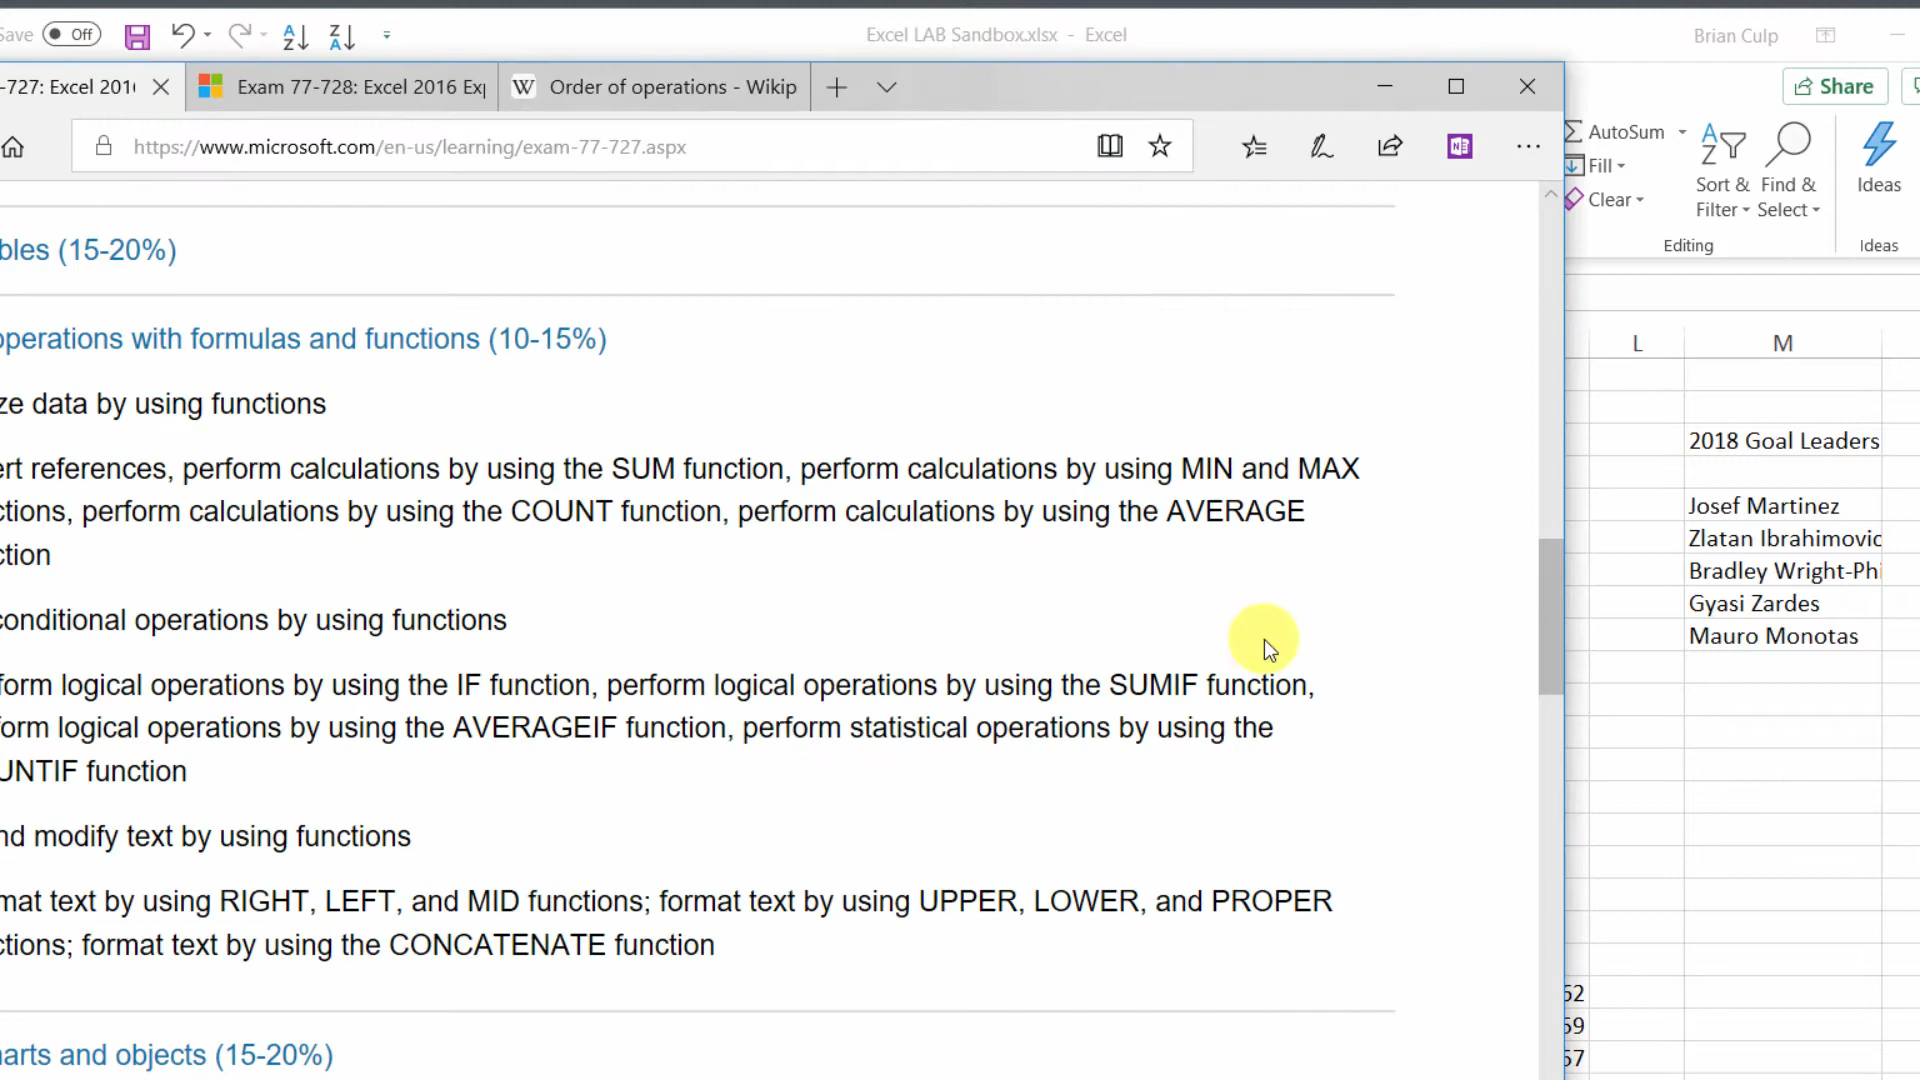 Save Off Excel LAB Sandbox.xlsx - Excel Brian Culp
-727: Excel 201 Exam 77-728: Excel 2016 Exp W Order of operations - Wikip
Share
https://www.microsoft.com/en-us/learning/exam-77-727.aspx
AutoSum
Fill
Clear
Sort & Filter
Find & Select
Ideas
Editing
Ideas
bles (15-20%)
operations with formulas and functions (10-15%)
ze data by using functions
ert references, perform calculations by using the SUM function, perform calculations by using MIN and MAX
ctions, perform calculations by using the COUNT function, perform calculations by using the AVERAGE
ction
conditional operations by using functions
form logical operations by using the IF function, perform logical operations by using the SUMIF function,
form logical operations by using the AVERAGEIF function, perform statistical operations by using the
UNTIF function
nd modify text by using functions
mat text by using RIGHT, LEFT, and MID functions; format text by using UPPER, LOWER, and PROPER
ctions; format text by using the CONCATENATE function
harts and objects (15-20%)
L M
2018 Goal Leaders
Josef Martinez
Zlatan Ibrahimovic
Bradley Wright-Phi
Gyasi Zardes
Mauro Monotas
62
59
57